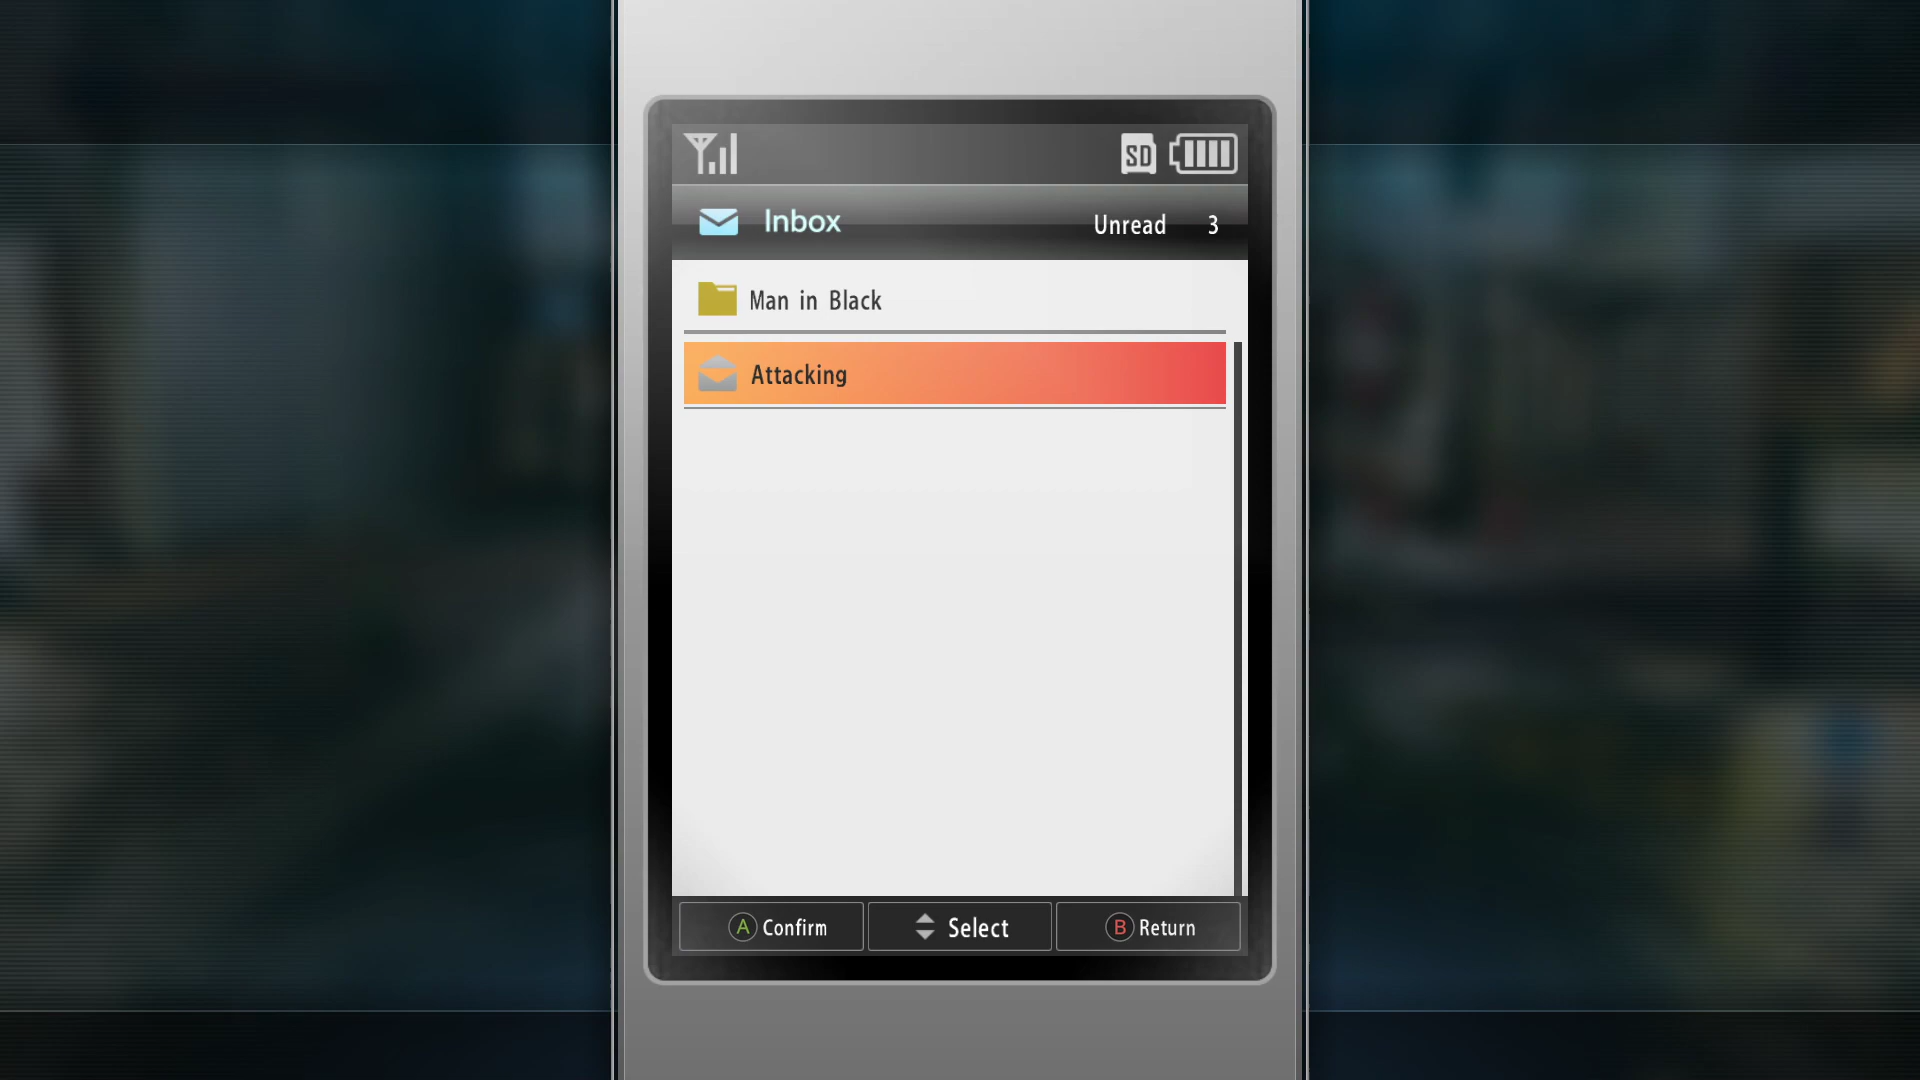 SD
Inbox Unread 3
Man in Black
Attacking
A Confirm Select B Return